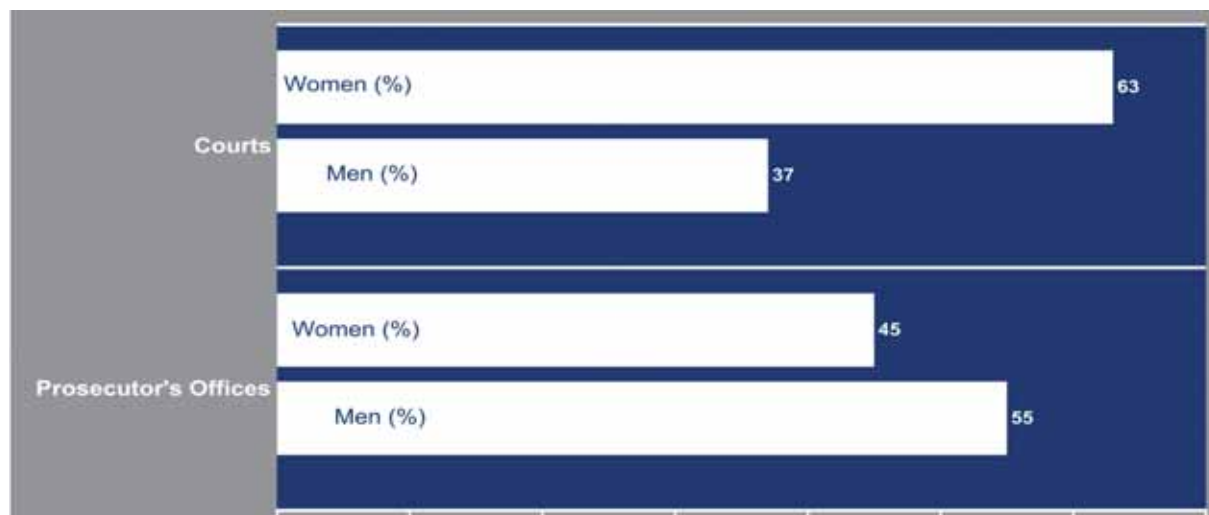 Courts
Women (%) 63
Men (%) 37
Prosecutor's Offices
Women (%) 45
Men (%) 55